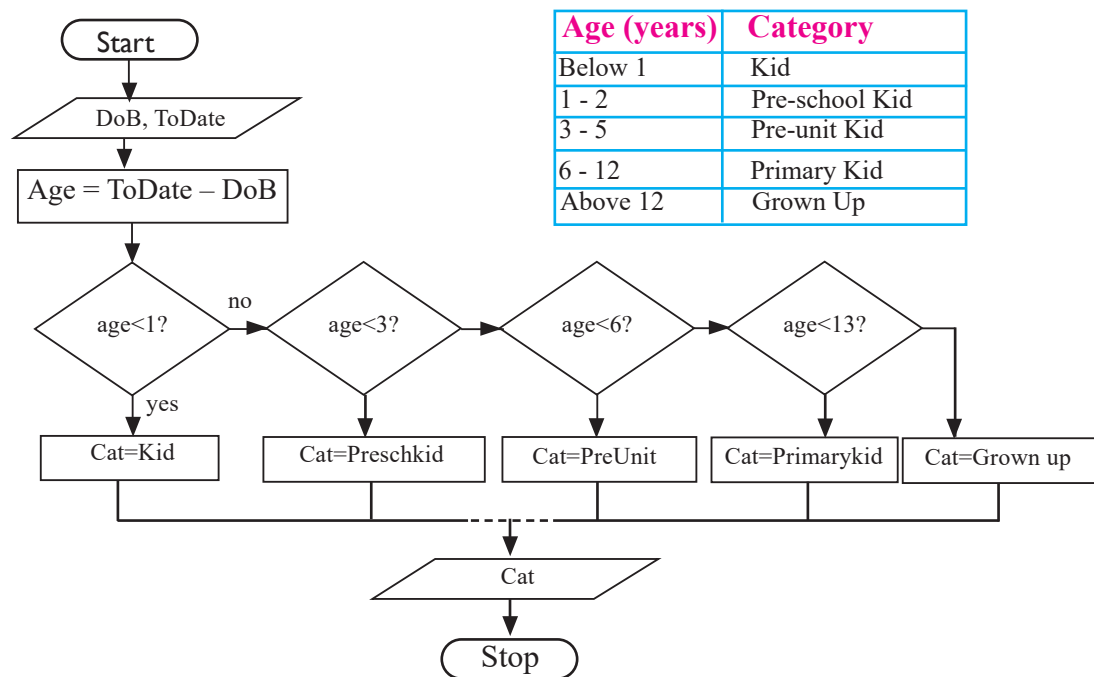 Start
DoB, ToDate
Age = ToDate – DoB
Age (years) Category
Below 1 Kid
1 - 2 Pre-school Kid
3 - 5 Pre-unit Kid
6 - 12 Primary Kid
Above 12 Grown Up
age<1? no age<3? age<6? age<13?
yes
Cat=Kid Cat=Preschkid Cat=PreUnit Cat=Primarykid Cat=Grown up
Cat
Stop